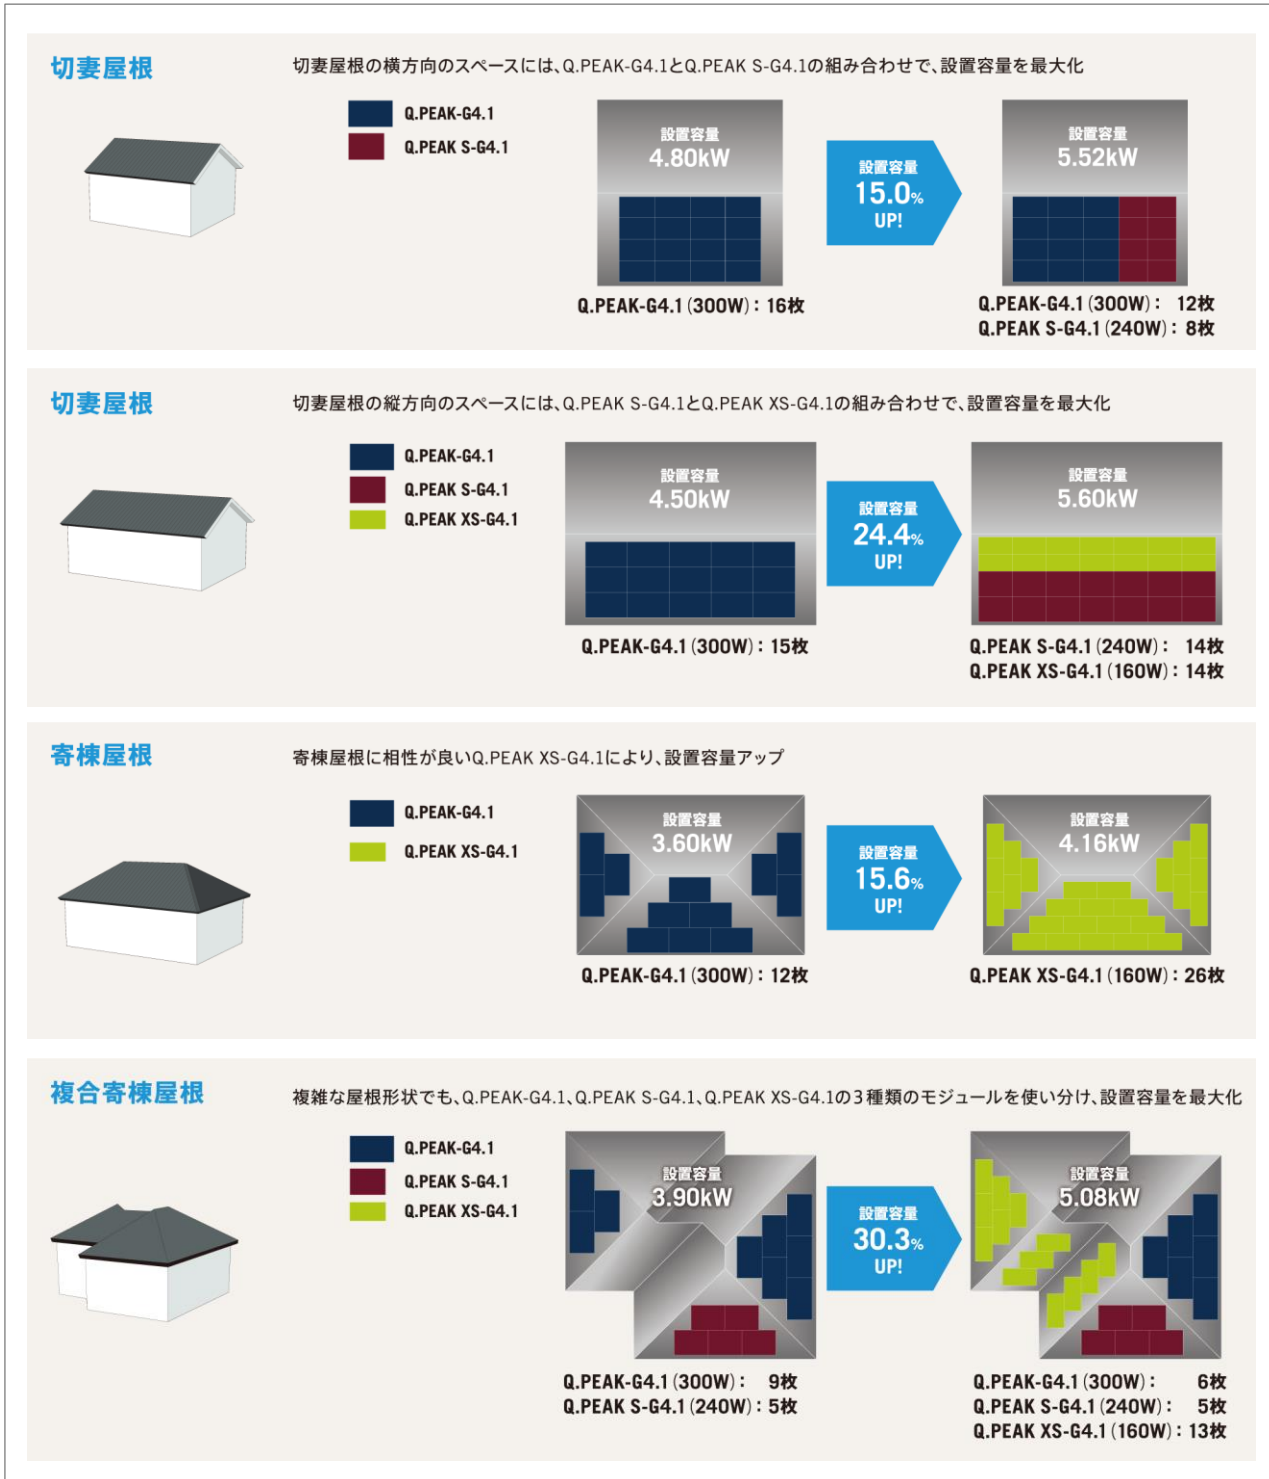 切妻屋根
切妻屋根の横方向のスペースには、Q.PEAK-G4.1とQ.PEAK S-G4.1の組み合わせで、設置容量を最大化
Q.PEAK-G4.1
Q.PEAK S-G4.1
設置容量
4.80kW
設置容量
15.0%
UP!
設置容量
5.52kW
Q.PEAK-G4.1(300W):16枚
Q.PEAK-G4.1(300W): 12枚
Q.PEAK S-G4.1(240W):8枚
切妻屋根
切妻屋根の縦方向のスペースには、Q.PEAK S-G4.1とQ.PEAK XS-G4.1の組み合わせで、設置容量を最大化
Q.PEAK-G4.1
Q.PEAK S-G4.1
Q.PEAK XS-G4.1
設置容量
4.50kW
設置容量
24.4%
UP!
設置容量
5.60kW
Q.PEAK-G4.1(300W):15枚
Q.PEAK S-G4.1(240W): 14枚
Q.PEAK XS-G4.1(160W):14枚
寄棟屋根
寄棟屋根に相性が良いQ.PEAK XS-G4.1により、設置容量アップ
Q.PEAK-G4.1
Q.PEAK XS-G4.1
設置容量
3.60kW
設置容量
15.6%
UP!
設置容量
4.16kW
Q.PEAK-G4.1(300W):12枚
Q.PEAK XS-G4.1(160W):26枚
複合寄棟屋根
複雑な屋根形状でも、Q.PEAK-G4.1、Q.PEAK S-G4.1、Q.PEAK XS-G4.1の3種類のモジュールを使い分け、設置容量を最大化
Q.PEAK-G4.1
Q.PEAK S-G4.1
Q.PEAK XS-G4.1
設置容量
3.90kW
設置容量
30.3%
UP!
設置容量
5.08kW
Q.PEAK-G4.1(300W): 9枚
Q.PEAK S-G4.1(240W):5枚
Q.PEAK-G4.1(300W): 6枚
Q.PEAK S-G4.1(240W): 5枚
Q.PEAK XS-G4.1(160W):13枚